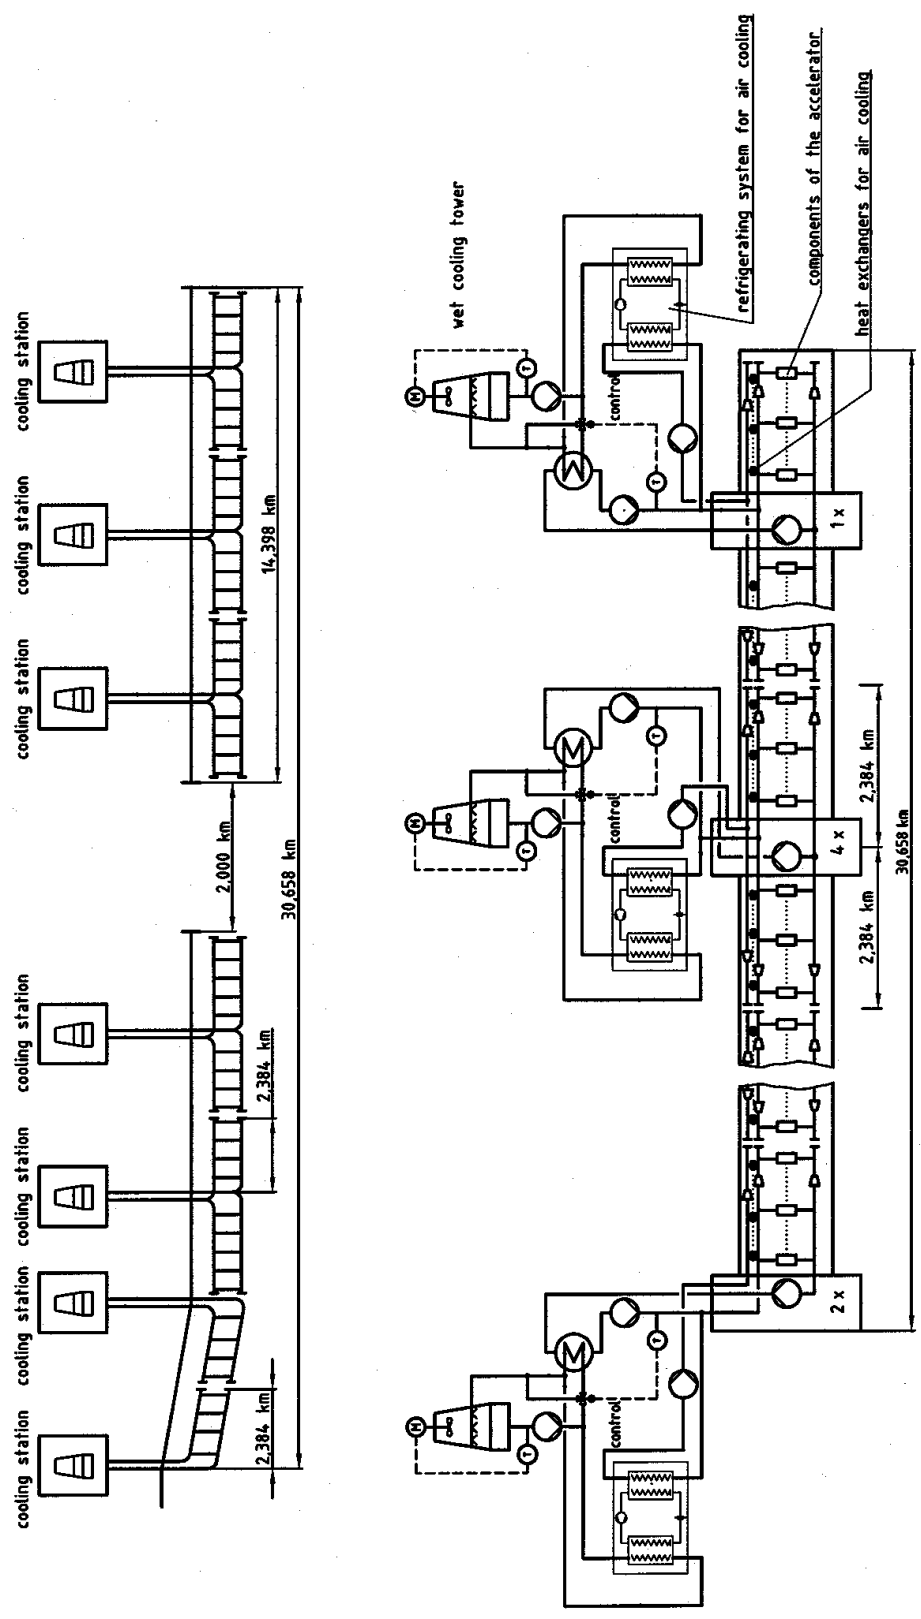 cooling station
cooling station
cooling station
cooling station
cooling station
cooling station
cooling station
2,384 km
2,384 km
2,000 km
14,398 km
30,658 km
wet cooling tower
M
M
M
T
T
T
T
T
T
control
control
control
refrigerating system for air cooling
components of the accelerator
heat exchangers for air cooling
2 x
4 x
1 x
2,384 km
2,384 km
30,658 km